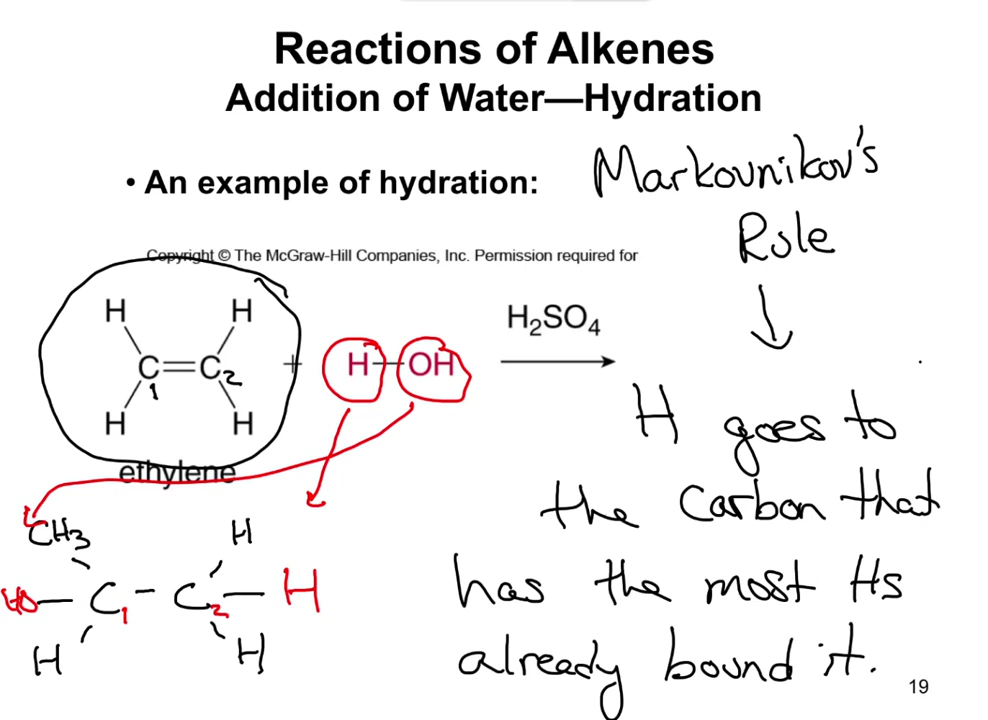 Reactions of Alkenes
Addition of Water—Hydration
• An example of hydration:
Markovnikov's
Rule
Copyright © The McGraw-Hill Companies, Inc. Permission required for
H H
C=C + H—OH H₂SO₄
1 2
H H
ethylene
H goes to
the Carbon that
has the most Hs
already bound it.
CH₃ H
HO—C₁—C₂—H
H H
19